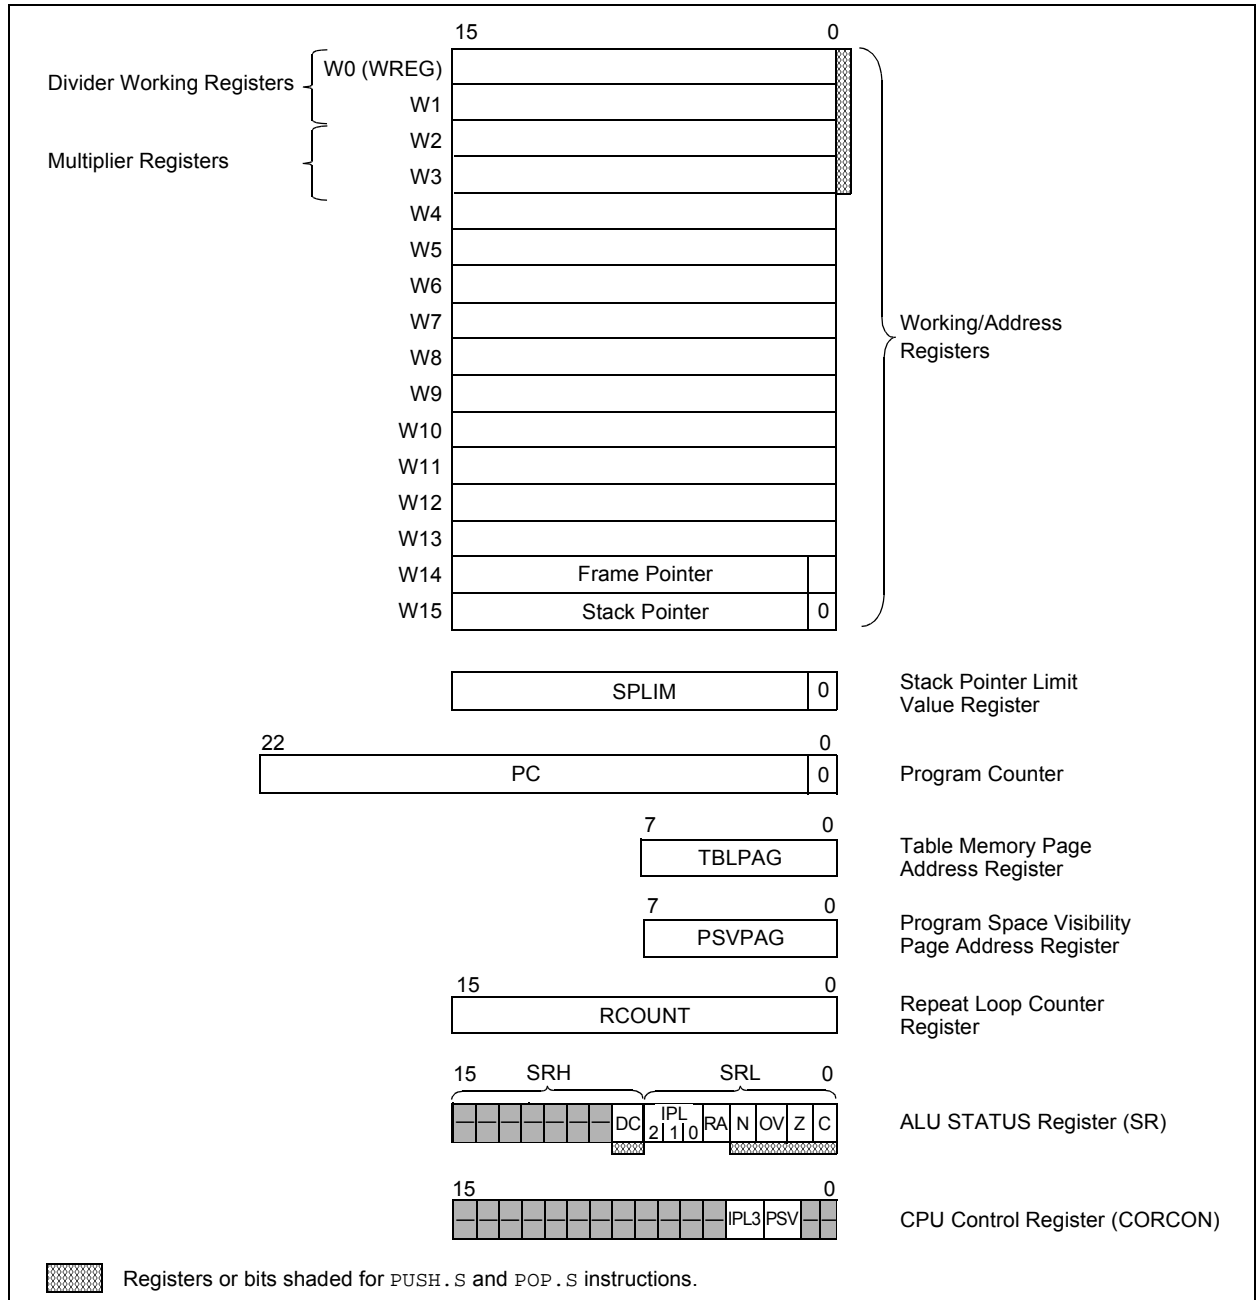 15 0
Divider Working Registers
W0 (WREG)
W1
Multiplier Registers
W2
W3
W4
W5
W6
W7
W8
W9
W10
W11
W12
W13
W14 Frame Pointer
W15 Stack Pointer 0
Working/Address
Registers
SPLIM 0
Stack Pointer Limit
Value Register
22 0
PC 0
Program Counter
7 0
TBLPAG
Table Memory Page
Address Register
7 0
PSVPAG
Program Space Visibility
Page Address Register
15 0
RCOUNT
Repeat Loop Counter
Register
15 SRH SRL 0
— — — — — — — DC IPL 2 1 0 RA N OV Z C
ALU STATUS Register (SR)
15 0
— — — — — — — — — — — — IPL3 PSV — —
CPU Control Register (CORCON)
Registers or bits shaded for PUSH.S and POP.S instructions.